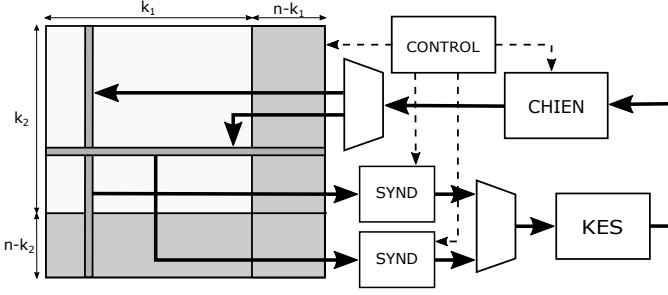 k₁
n-k₁
CONTROL
CHIEN
k₂
SYND
KES
n-k₂
SYND